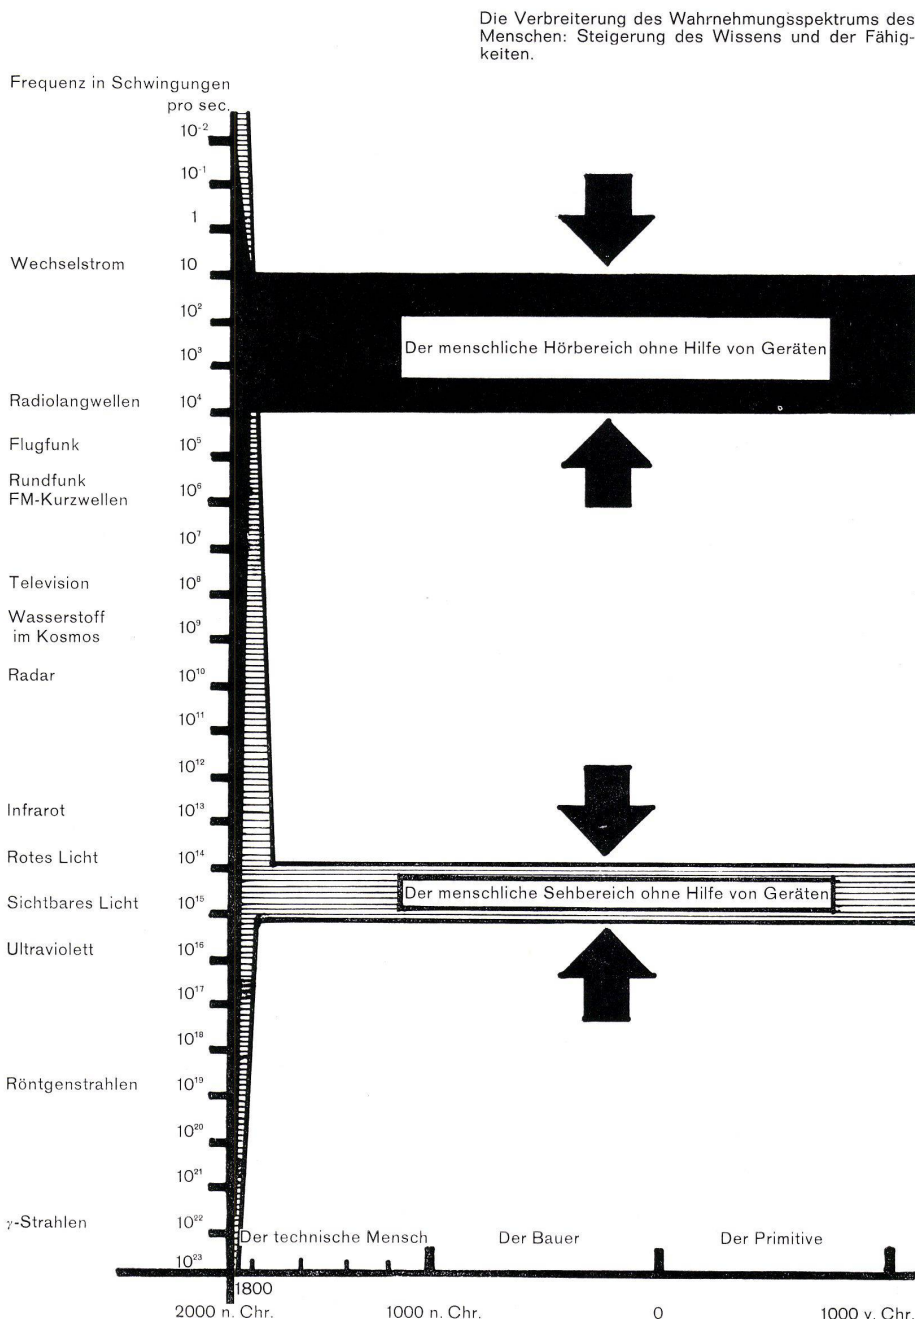 Die Verbreiterung des Wahrnehmungsspektrums des
Menschen: Steigerung des Wissens und der Fähig-
keiten.
Frequenz in Schwingungen
pro sec.
10⁻²
10⁻¹
1
Wechselstrom 10
10²
Der menschliche Hörbereich ohne Hilfe von Geräten
10³
Radiolangwellen 10⁴
Flugfunk 10⁵
Rundfunk
FM-Kurzwellen 10⁶
10⁷
Television 10⁸
Wasserstoff
im Kosmos 10⁹
Radar 10¹⁰
10¹¹
10¹²
Infrarot 10¹³
Rotes Licht 10¹⁴
Der menschliche Sehbereich ohne Hilfe von Geräten
Sichtbares Licht 10¹⁵
Ultraviolett 10¹⁶
10¹⁷
10¹⁸
Röntgenstrahlen 10¹⁹
10²⁰
10²¹
γ-Strahlen 10²²
Der technische Mensch Der Bauer Der Primitive
10²³
1800
2000 n. Chr. 1000 n. Chr. 0 1000 v. Chr.